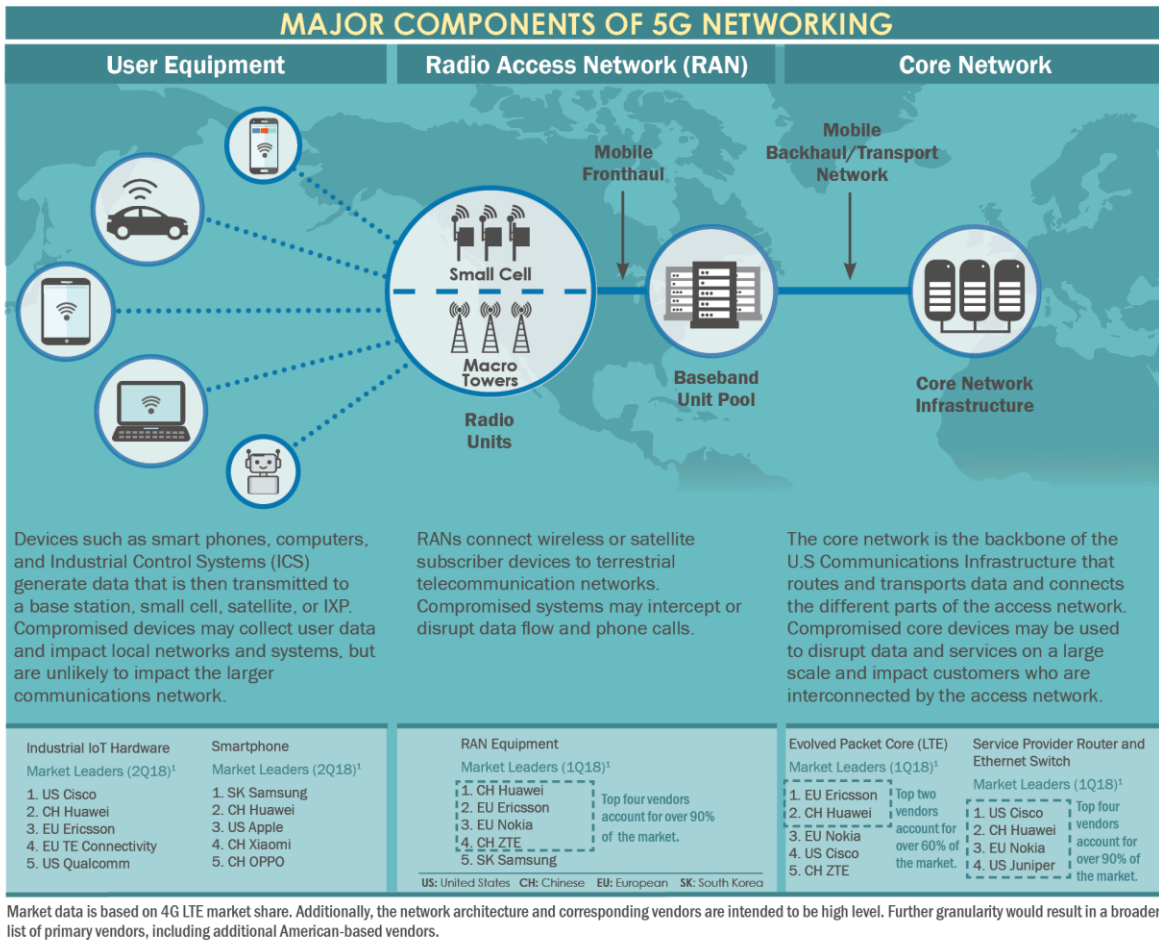 MAJOR COMPONENTS OF 5G NETWORKING
User Equipment
Radio Access Network (RAN)
Core Network
Mobile
Fronthaul
Mobile
Backhaul/Transport
Network
Small Cell
Macro
Towers
Radio
Units
Baseband
Unit Pool
Core Network
Infrastructure
Devices such as smart phones, computers,
and Industrial Control Systems (ICS)
generate data that is then transmitted to
a base station, small cell, satellite, or IXP.
Compromised devices may collect user data
and impact local networks and systems, but
are unlikely to impact the larger
communications network.
RANs connect wireless or satellite
subscriber devices to terrestrial
telecommunication networks.
Compromised systems may intercept or
disrupt data flow and phone calls.
The core network is the backbone of the
U.S Communications Infrastructure that
routes and transports data and connects
the different parts of the access network.
Compromised core devices may be used
to disrupt data and services on a large
scale and impact customers who are
interconnected by the access network.
Industrial IoT Hardware
Market Leaders (2Q18)¹
1. US Cisco
2. CH Huawei
3. EU Ericsson
4. EU TE Connectivity
5. US Qualcomm
Smartphone
Market Leaders (2Q18)¹
1. SK Samsung
2. CH Huawei
3. US Apple
4. CH Xiaomi
5. CH OPPO
RAN Equipment
Market Leaders (1Q18)¹
1. CH Huawei
2. EU Ericsson
3. EU Nokia
4. CH ZTE
5. SK Samsung
Top four vendors
account for over 90%
of the market.
US: United States CH: Chinese EU: European SK: South Korea
Evolved Packet Core (LTE)
Market Leaders (1Q18)¹
1. EU Ericsson
2. CH Huawei
3. EU Nokia
4. US Cisco
5. CH ZTE
Top two
vendors
account for
over 60% of
the market.
Service Provider Router and
Ethernet Switch
Market Leaders (1Q18)¹
1. US Cisco
2. CH Huawei
3. EU Nokia
4. US Juniper
Top four
vendors
account for
over 90% of
the market.
Market data is based on 4G LTE market share. Additionally, the network architecture and corresponding vendors are intended to be high level. Further granularity would result in a broader
list of primary vendors, including additional American-based vendors.